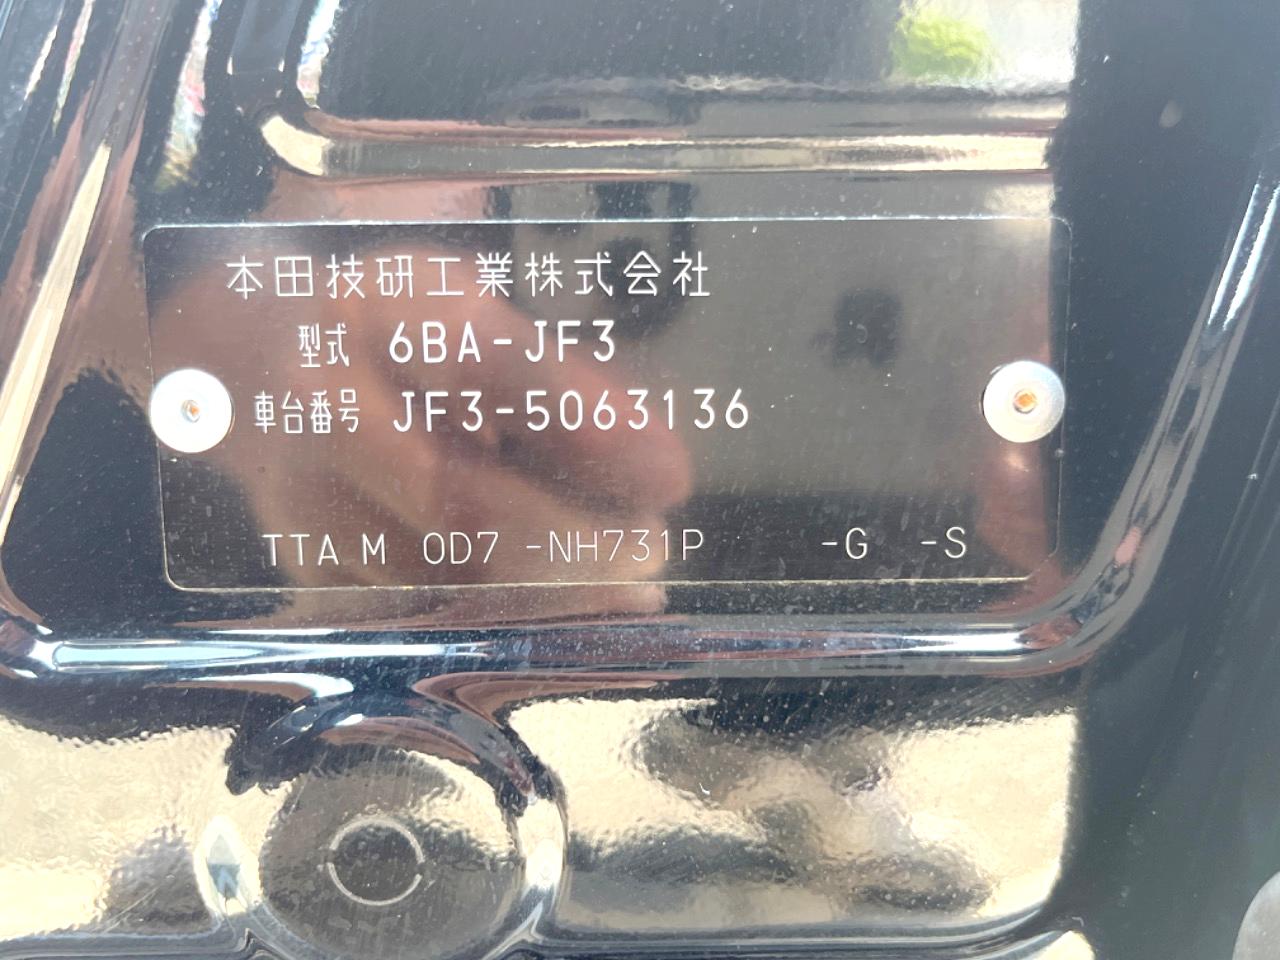 本田技研工業株式会社
型式 6BA-JF3
車台番号 JF3-5063136
TTA M 0D7 -NH731P -G -S